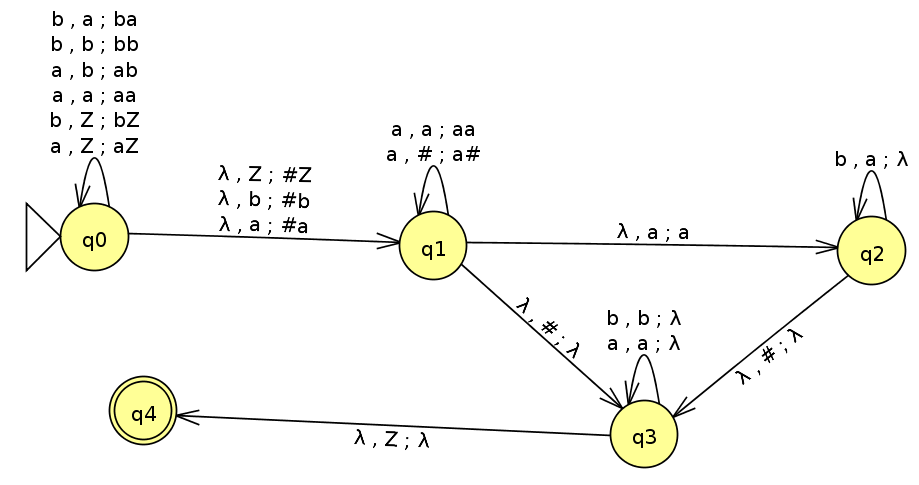 b , a ; ba
b , b ; bb
a , b ; ab
a , a ; aa
b , Z ; bZ
a , Z ; aZ
λ , Z ; #Z
λ , b ; #b
λ , a ; #a
a , a ; aa
a , # ; a#
b , a ; λ
q0
q1
λ , a ; a
q2
λ , # ; λ
b , b ; λ
a , a ; λ
λ , # ; λ
q4
λ , Z ; λ
q3